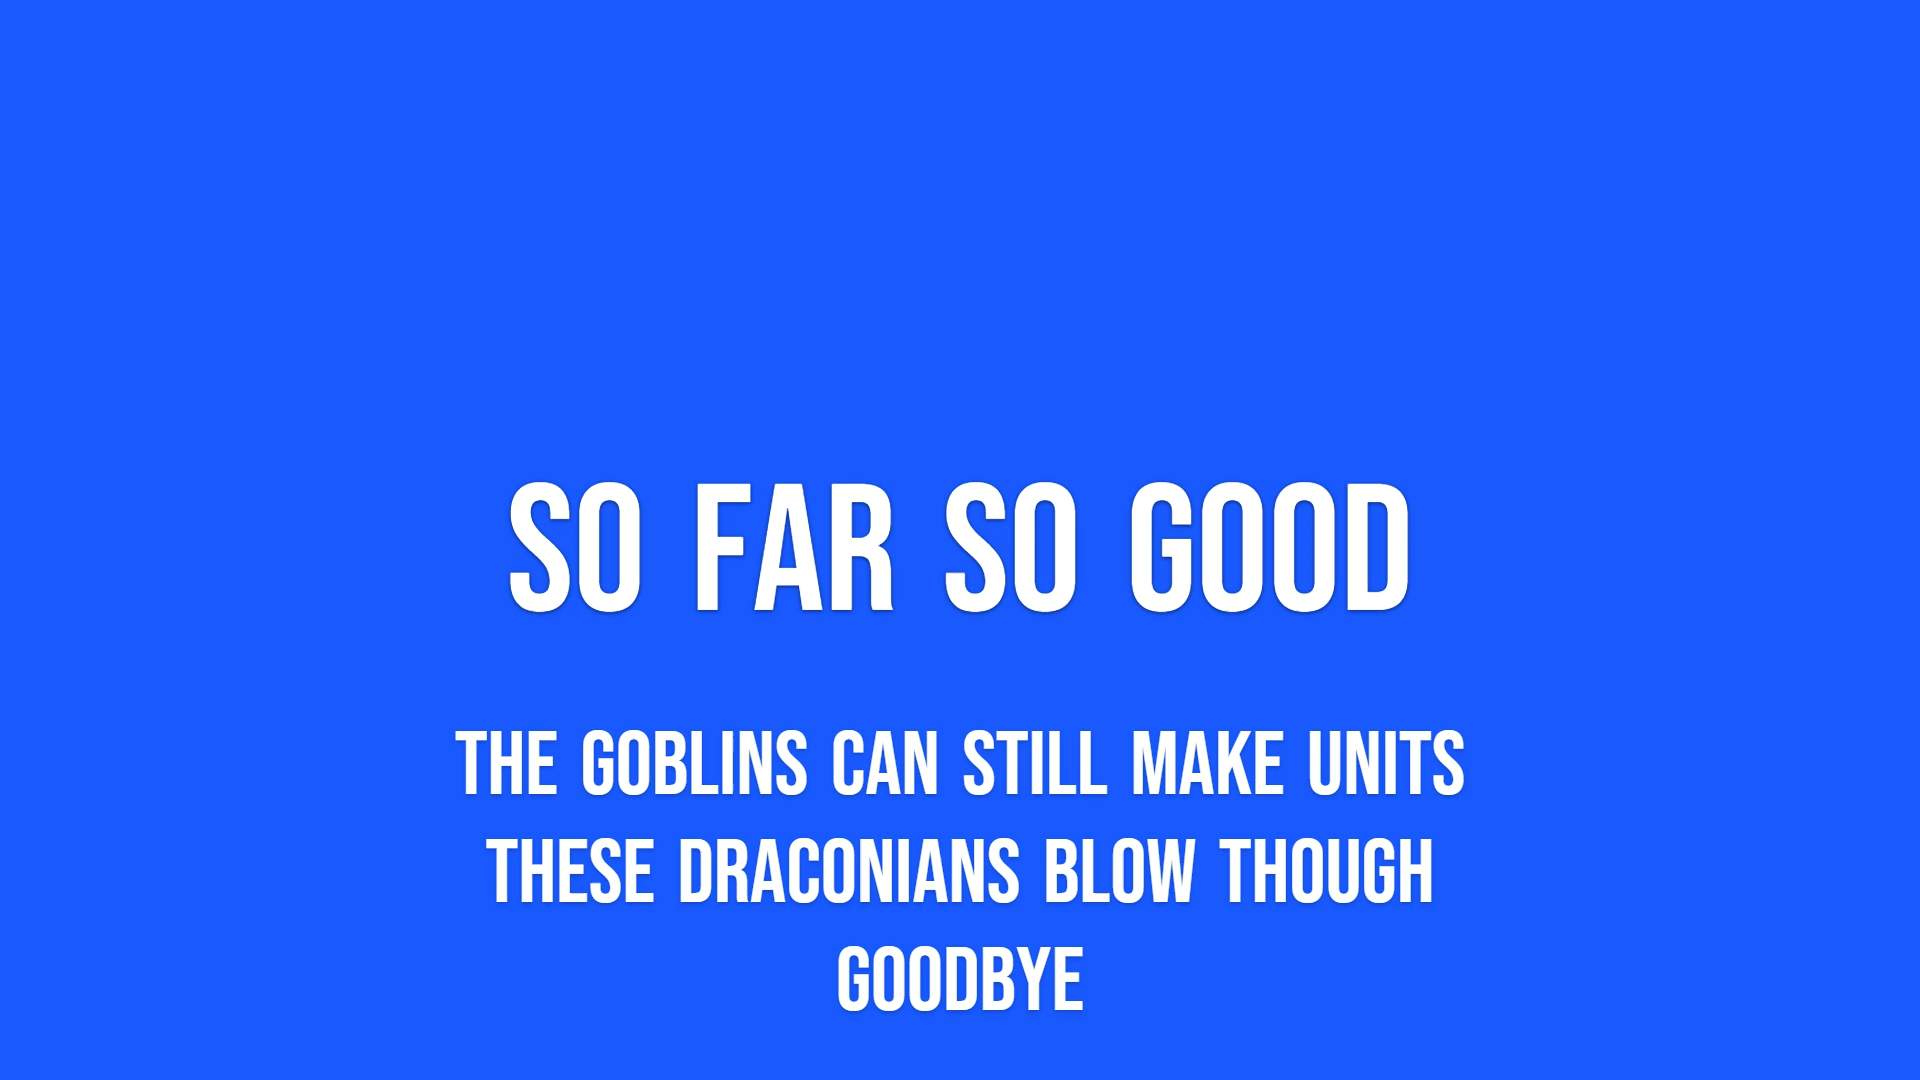 SO FAR SO GOOD
THE GOBLINS CAN STILL MAKE UNITS
THESE DRACONIANS BLOW THOUGH
GOODBYE